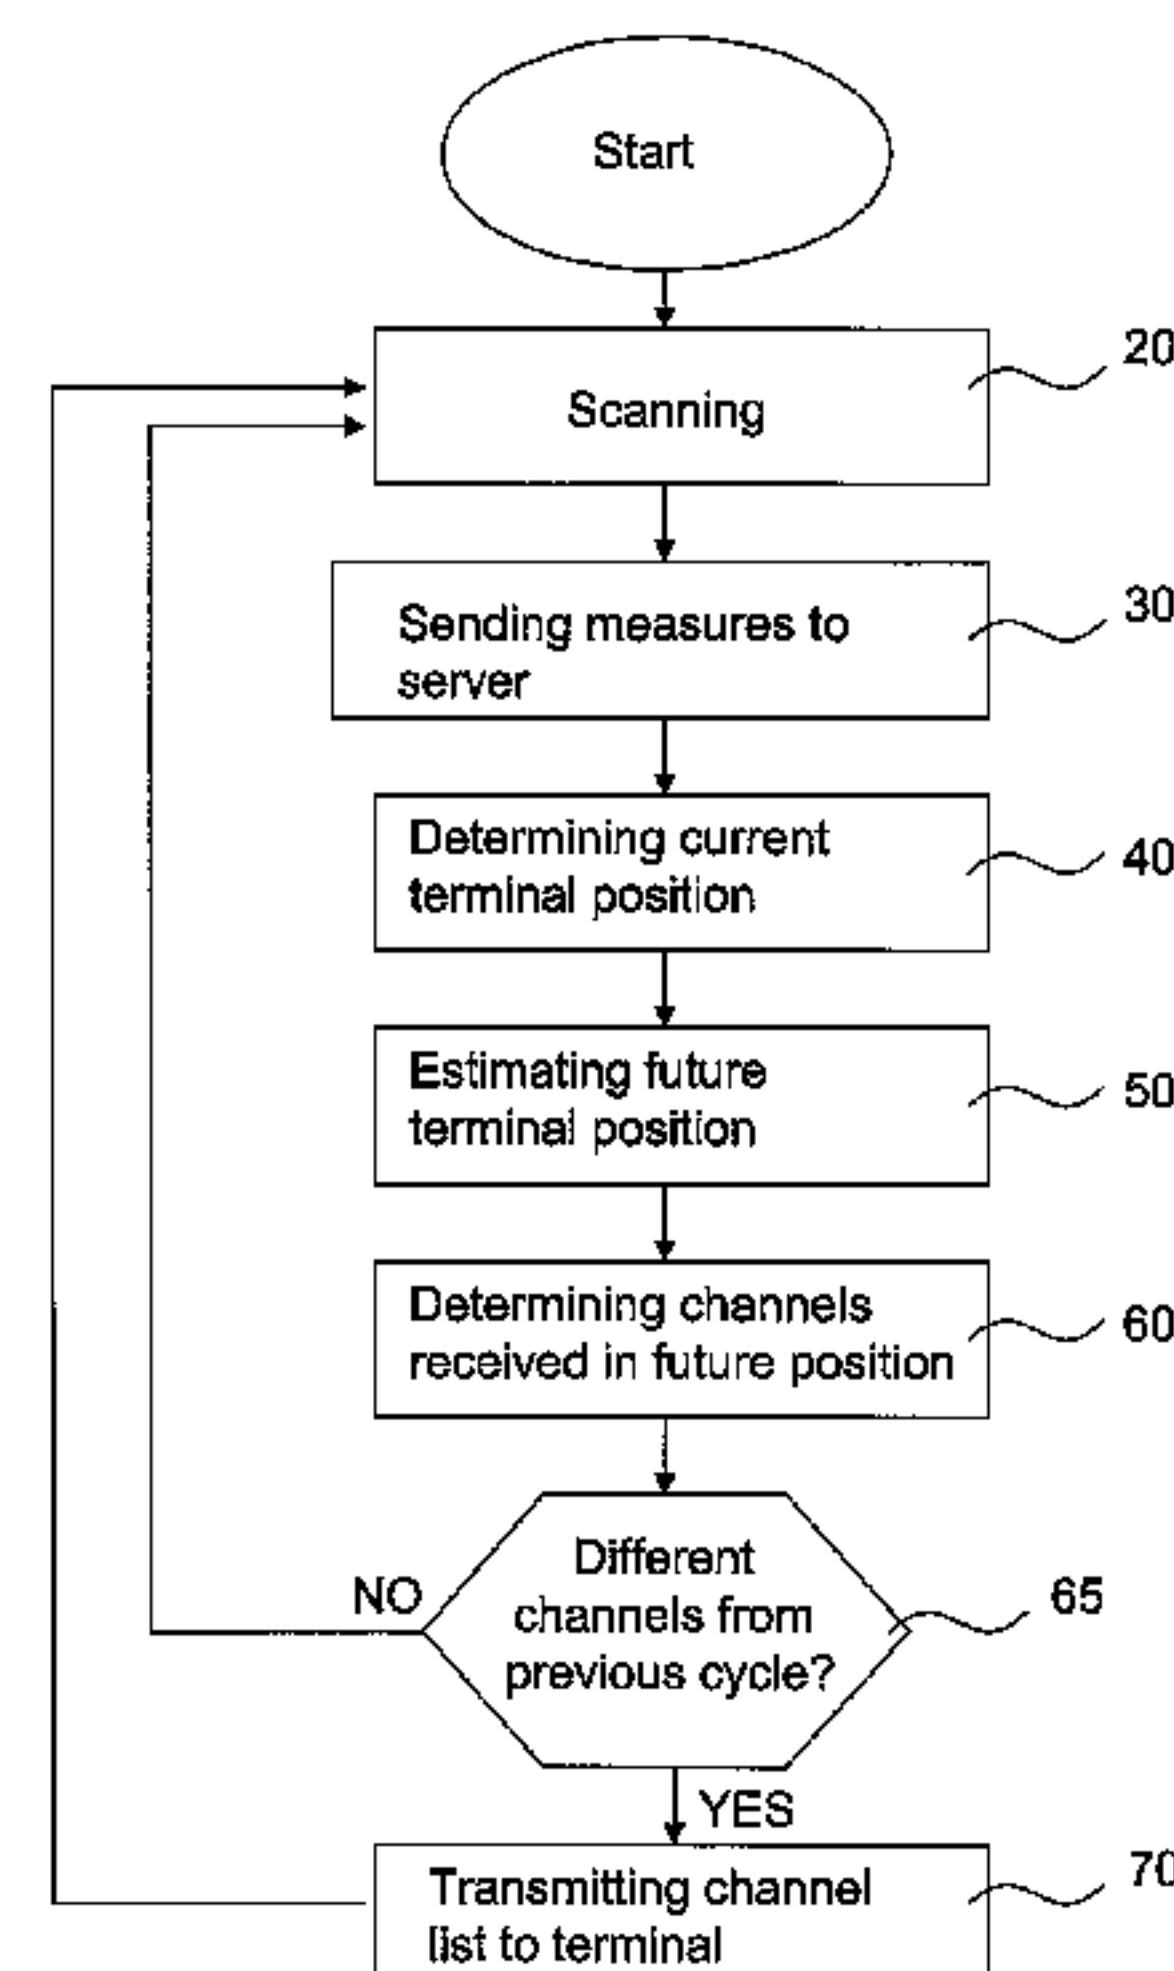 Start
20
Scanning
30
Sending measures to
server
Determining current
terminal position
40
Estimating future
terminal position
50
Determining channels
received in future position
60
Different
channels from
previous cycle?
NO
65
YES
70
Transmitting channel
list to terminal